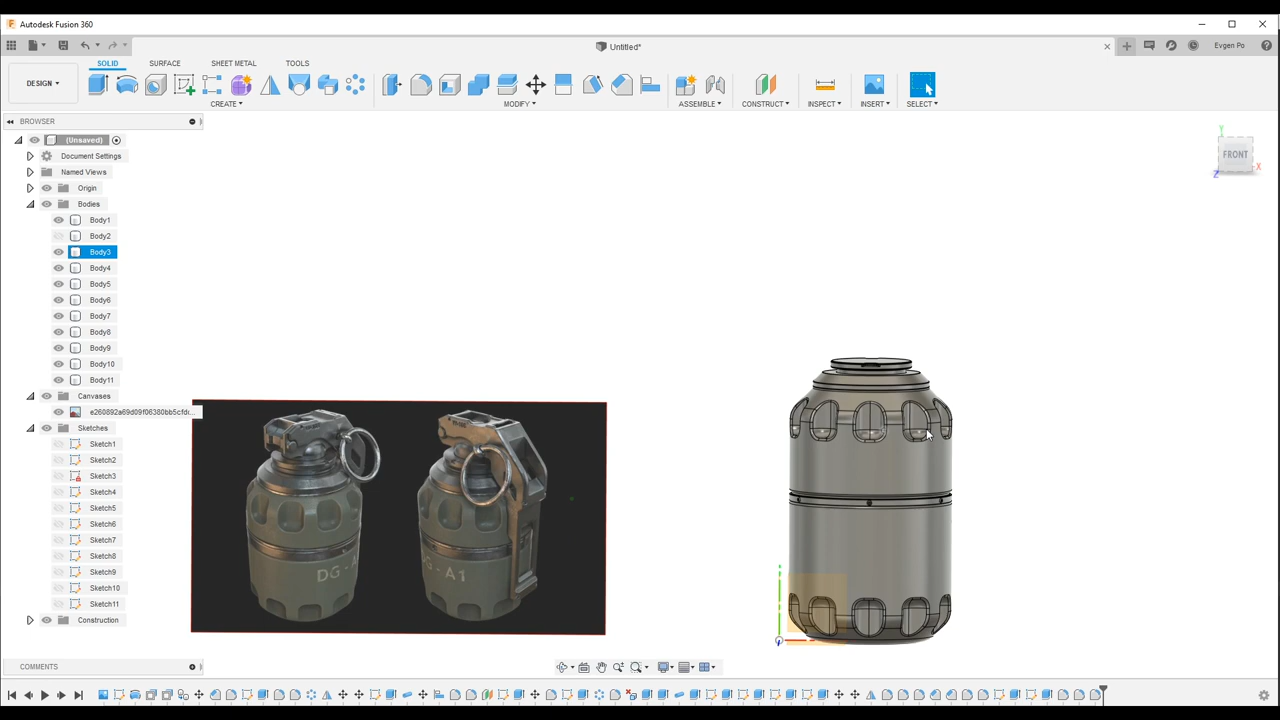 Autodesk Fusion 360
Untitled*
Evgen Po
DESIGN
SOLID SURFACE SHEET METAL TOOLS
CREATE MODIFY ASSEMBLE CONSTRUCT INSPECT INSERT SELECT
BROWSER
(Unsaved)
Document Settings
Named Views
Origin
Bodies
Body1
Body2
Body3
Body4
Body5
Body6
Body7
Body8
Body9
Body10
Body11
Canvases
e260892a69d09f06380bb5cfdc...
Sketches
Sketch1
Sketch2
Sketch3
Sketch4
Sketch5
Sketch6
Sketch7
Sketch8
Sketch9
Sketch10
Sketch11
Construction
COMMENTS
FRONT
Y
X
Z
DG-A
DG-A1